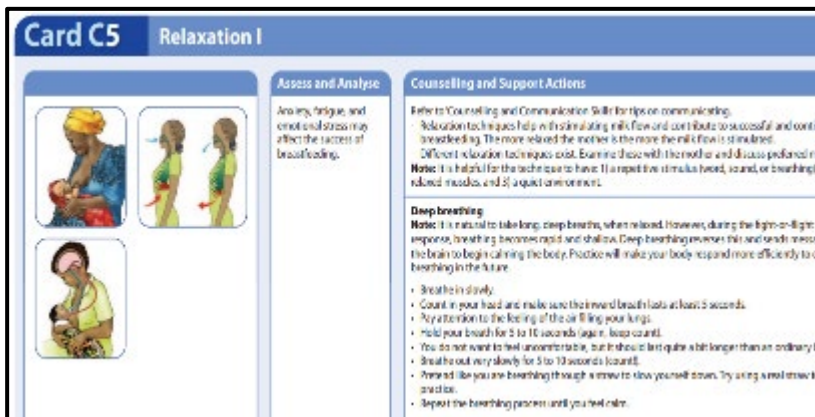 Card C5 Relaxation I
Assess and Analyse
Counselling and Support Actions
Anxiety, fatigue, and
emotional stress may
affect the success of
breastfeeding.
Refer to 'Counselling and Communication Skills' for tips on communicating.
- Relaxation techniques help with stimulating milk flow and contribute to successful and
breastfeeding. The more relaxed the mother is the more the milk flow is stimulated.
- Different relaxation techniques exist. Examine these with the mother and discuss preferred
Note: It is helpful for the technique to have: 1) a repetitive stimulus (word, sound, or breathing)
relaxed muscles, and 3) a quiet environment.
Deep breathing
Note: It is natural to take long, deep breaths, when relaxed. However, during the fight-or-flight
response, breathing becomes rapid and shallow. Deep breathing reverses this and sends
the brain to begin calming the body. Practice will make your body respond more efficiently to
breathing in the future.
• Breathe in slowly.
• Count in your head and make sure the inward breath lasts at least 5 seconds.
• Pay attention to the feeling of the air filling your lungs.
• Hold your breath for 5 to 10 seconds (again, keep count).
• You do not want to feel uncomfortable, but it should last quite a bit longer than an ordinary
• Breathe out very slowly for 5 to 10 seconds (count!).
• Pretend like you are breathing through a straw to slow yourself down. Try using a real straw
practice.
• Repeat the breathing process until you feel calm.